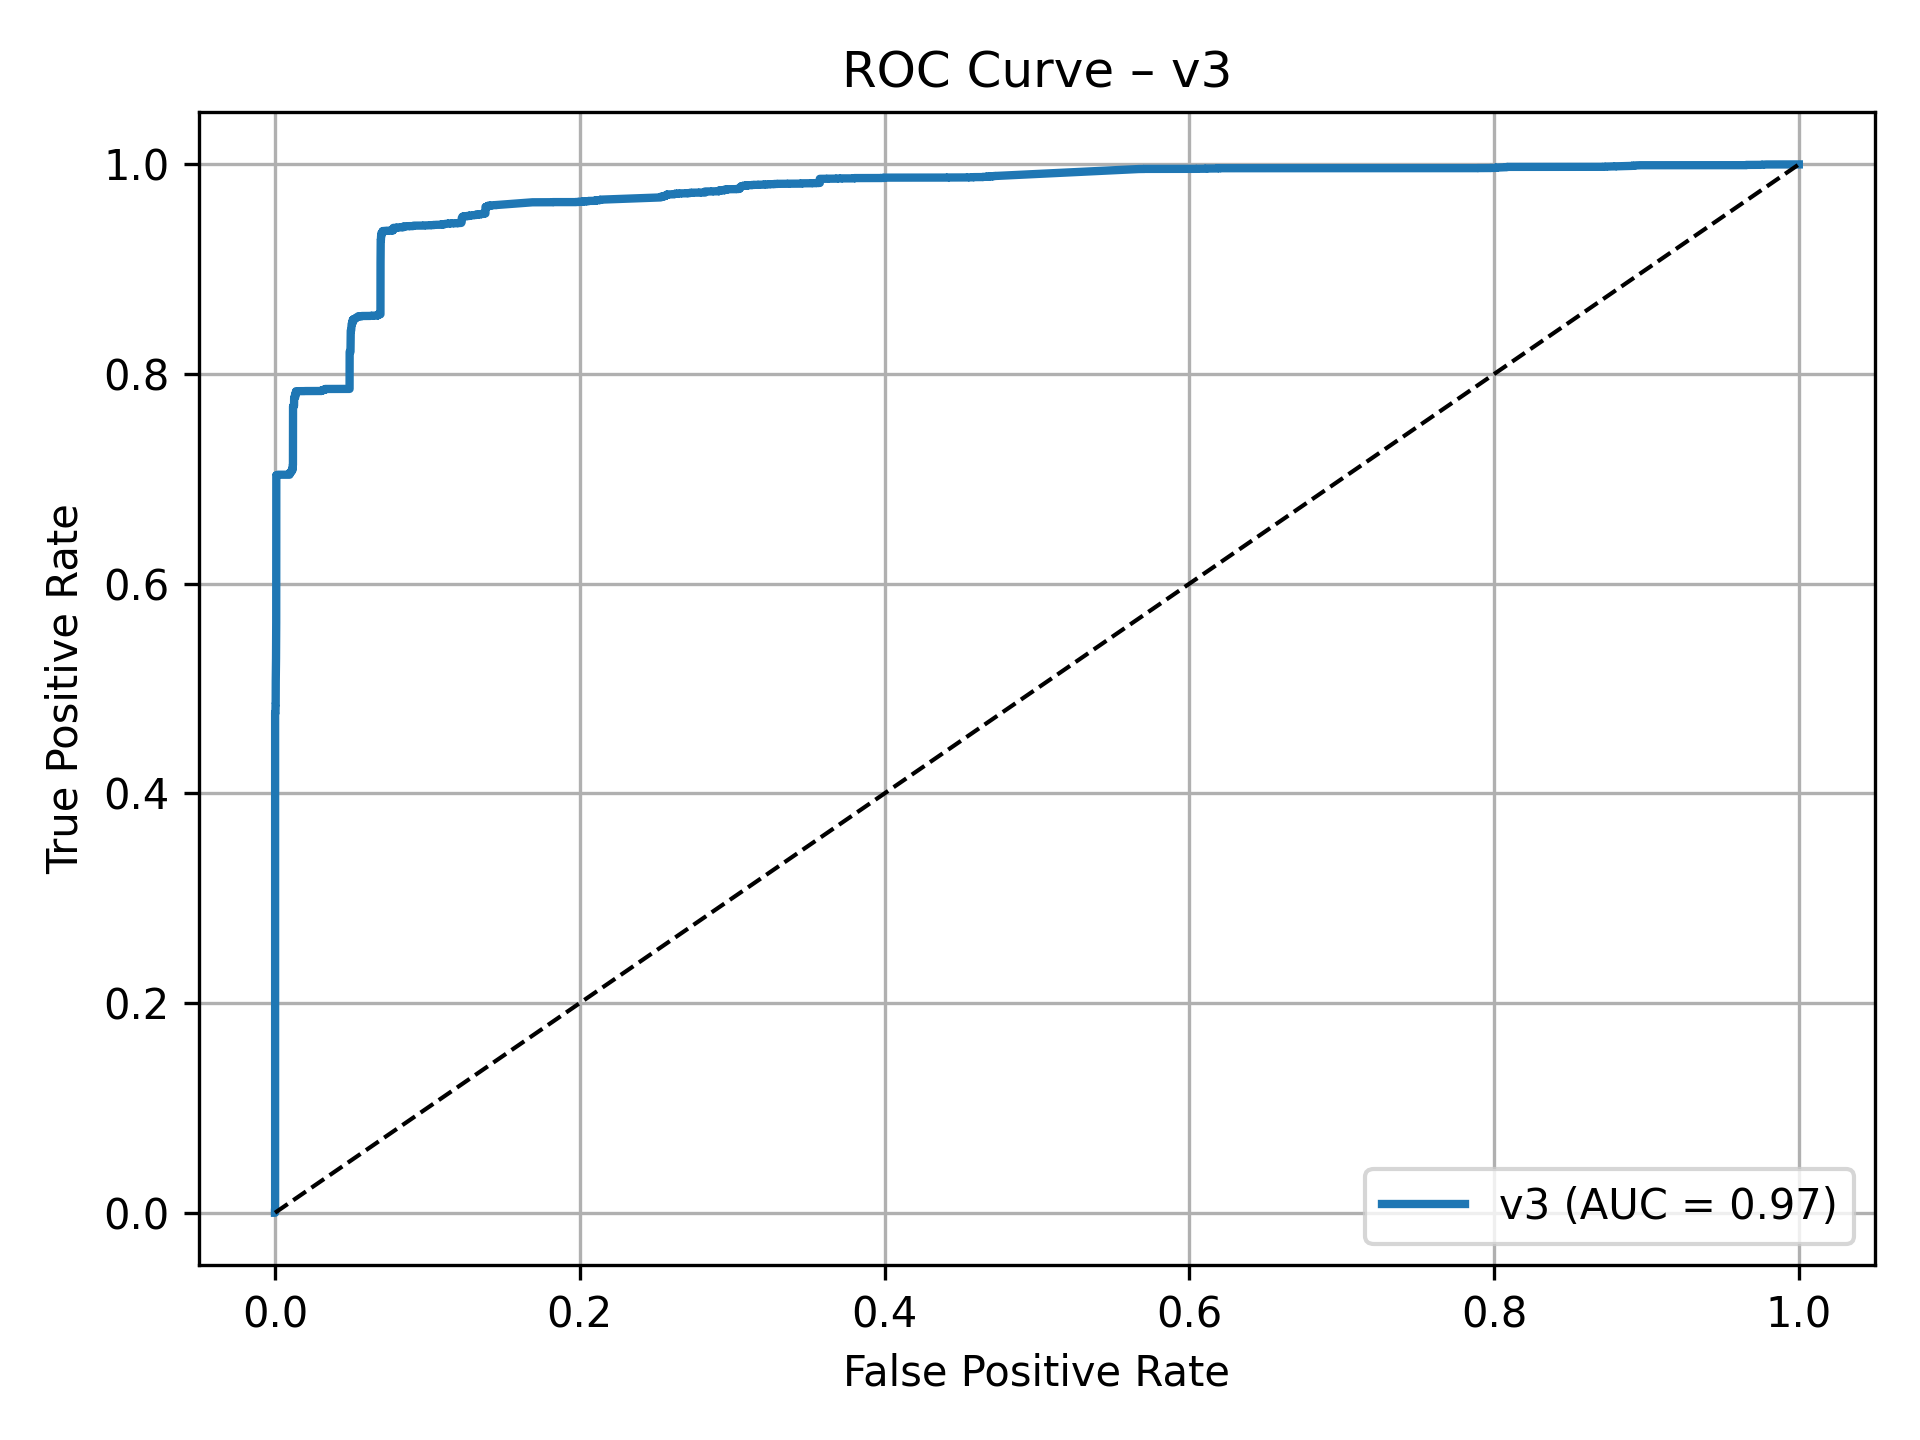 ROC Curve – v3
True Positive Rate
1.0
0.8
0.6
0.4
0.2
0.0
v3 (AUC = 0.97)
0.0 0.2 0.4 0.6 0.8 1.0
False Positive Rate